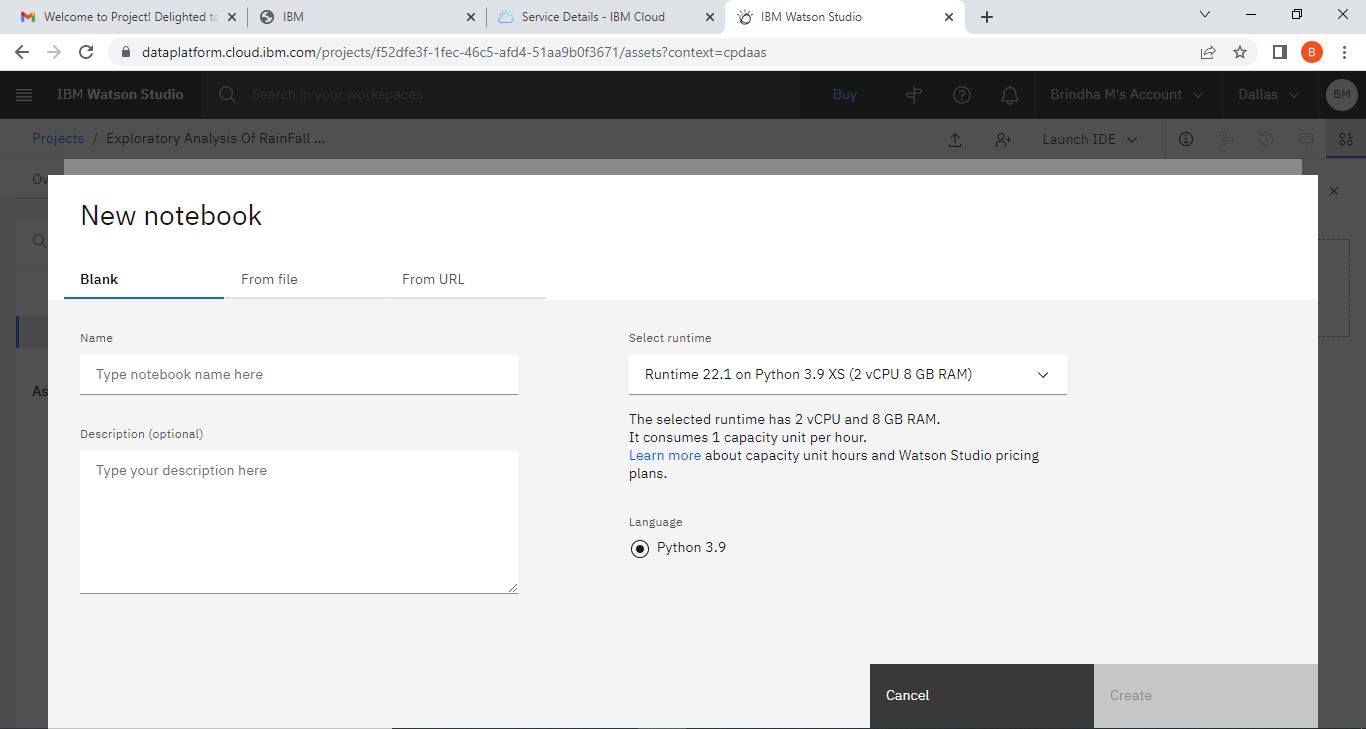 Welcome to Project! Delighted to
IBM
Service Details - IBM Cloud
IBM Watson Studio
dataplatform.cloud.ibm.com/projects/f52dfe3f-1fec-46c5-afd4-51aa9b0f3671/assets?context=cpdaas
B
IBM Watson Studio
Search in your workspaces
Buy
Brindha M's Account
Dallas
BM
Projects / Exploratory Analysis Of RainFall ...
Launch IDE
Ov
New notebook
Blank
From file
From URL
Name
Type notebook name here
Description (optional)
Type your description here
As
Select runtime
Runtime 22.1 on Python 3.9 XS (2 vCPU 8 GB RAM)
The selected runtime has 2 vCPU and 8 GB RAM.
It consumes 1 capacity unit per hour.
Learn more about capacity unit hours and Watson Studio pricing
plans.
Language
Python 3.9
Cancel
Create